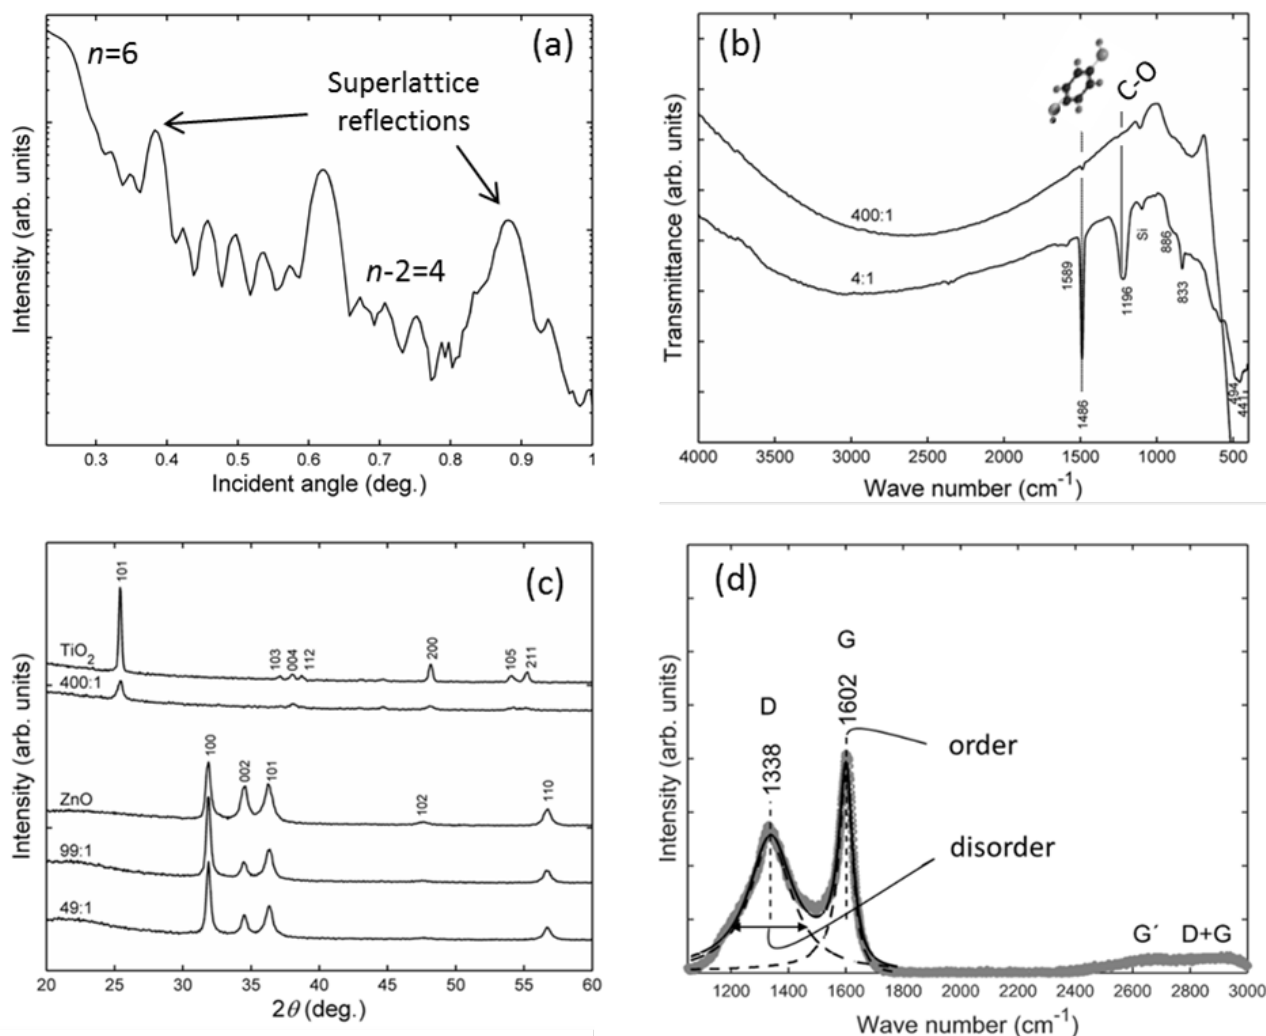 (a)
n=6
Superlattice
reflections
n-2=4
Intensity (arb. units)
0.3 0.4 0.5 0.6 0.7 0.8 0.9 1
Incident angle (deg.)
(b)
C-O
400:1
4:1
1589
1486
1196
Si
886
833
494
441
Transmittance (arb. units)
4000 3500 3000 2500 2000 1500 1000 500
Wave number (cm-1)
(c)
101
TiO2
103 004 112 200 105 211
400:1
100
ZnO
002 101 102 110
99:1
49:1
Intensity (arb. units)
20 25 30 35 40 45 50 55 60
2θ (deg.)
(d)
G
1602
D
1338
order
disorder
G´ D+G
Intensity (arb. units)
1200 1400 1600 1800 2000 2200 2400 2600 2800 3000
Wave number (cm-1)